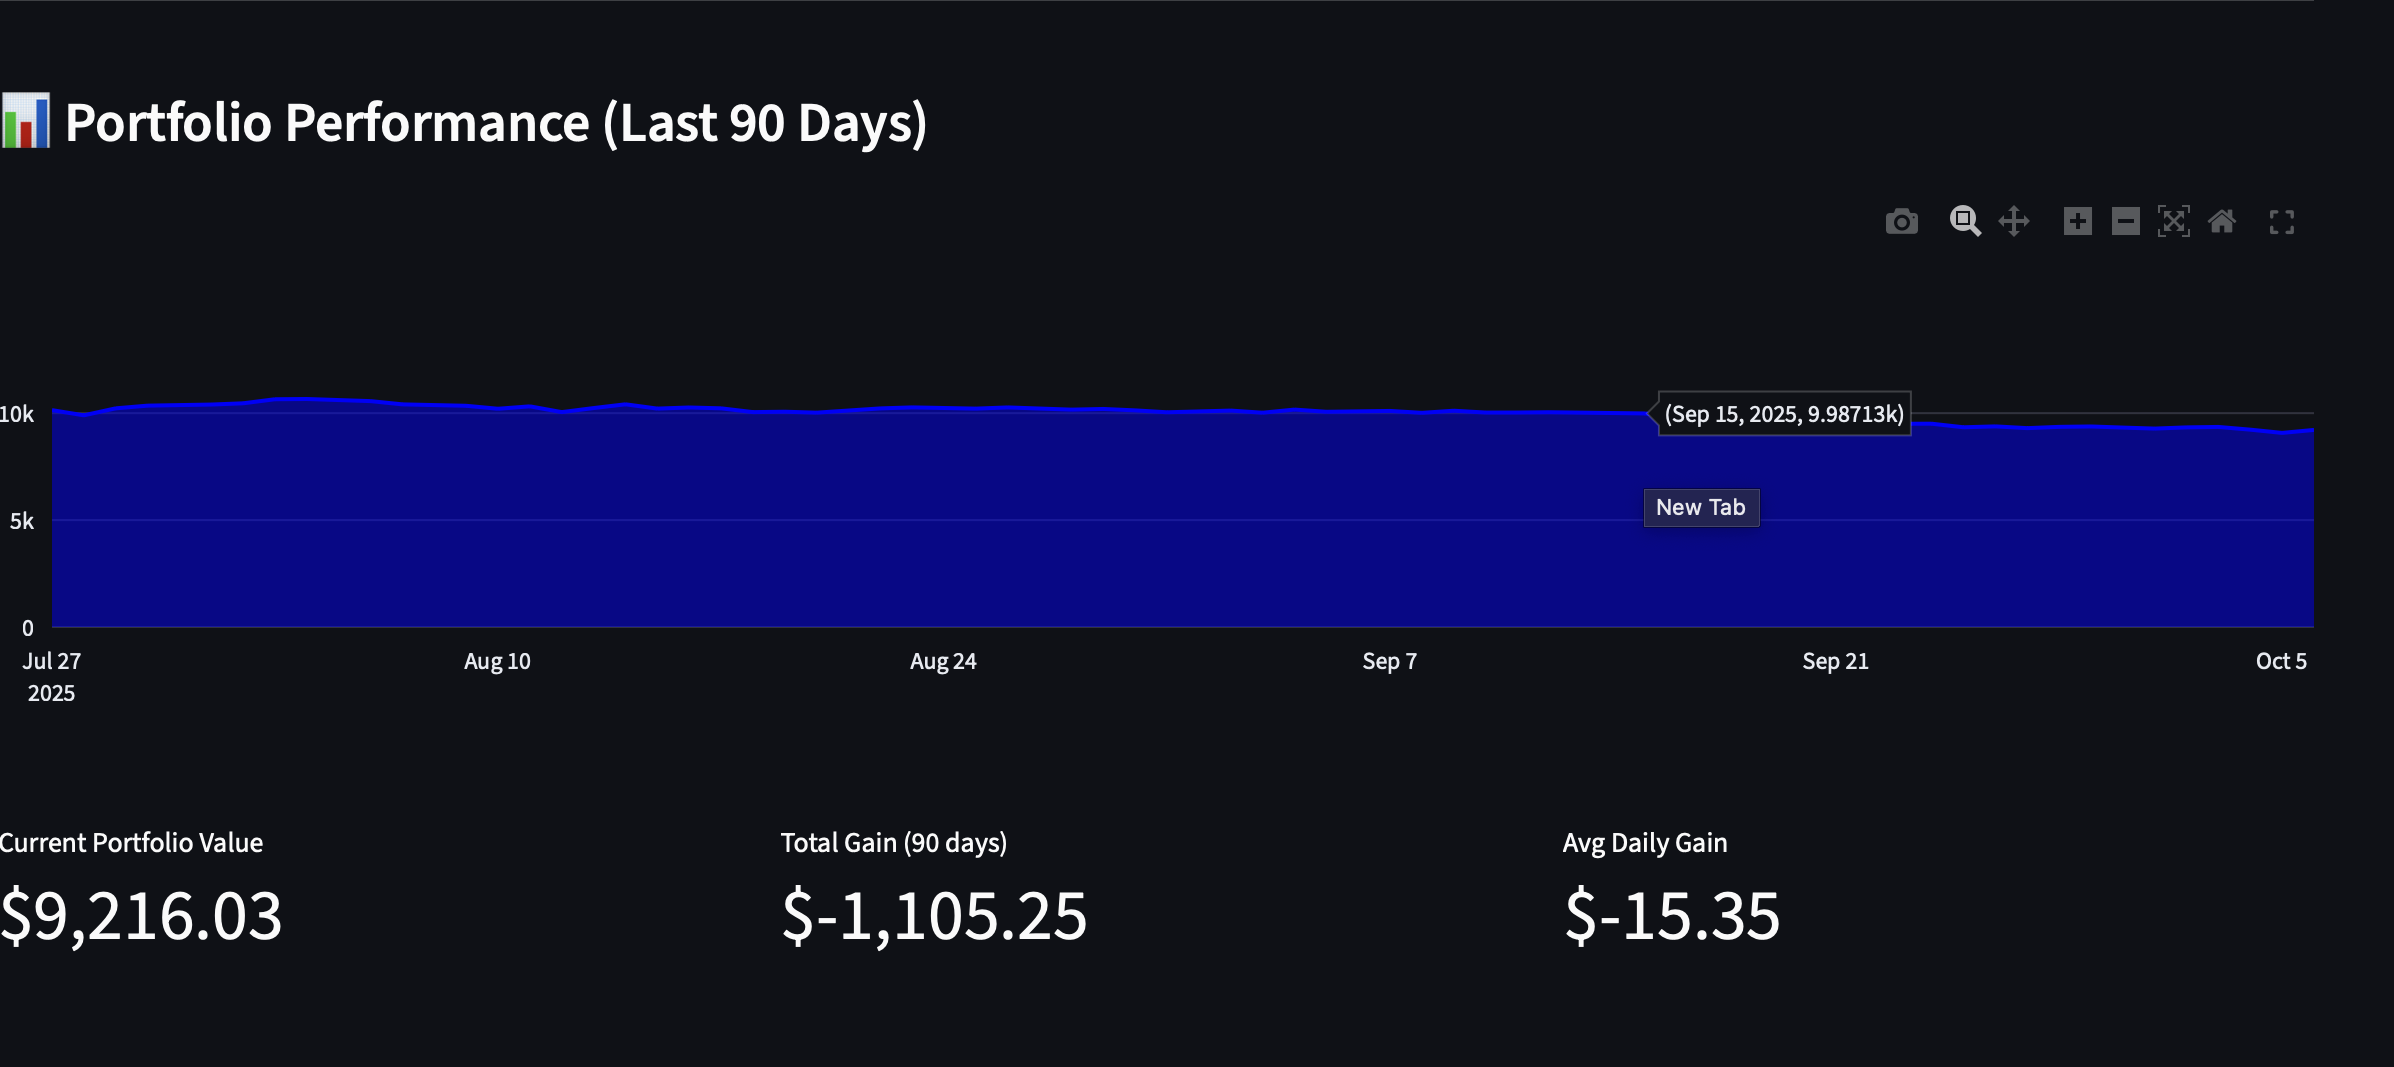 Portfolio Performance (Last 90 Days)
10k
(Sep 15, 2025, 9.98713k)
New Tab
5k
0
Jul 27
2025
Aug 10
Aug 24
Sep 7
Sep 21
Oct 5
Current Portfolio Value
Total Gain (90 days)
Avg Daily Gain
$9,216.03
$-1,105.25
$-15.35